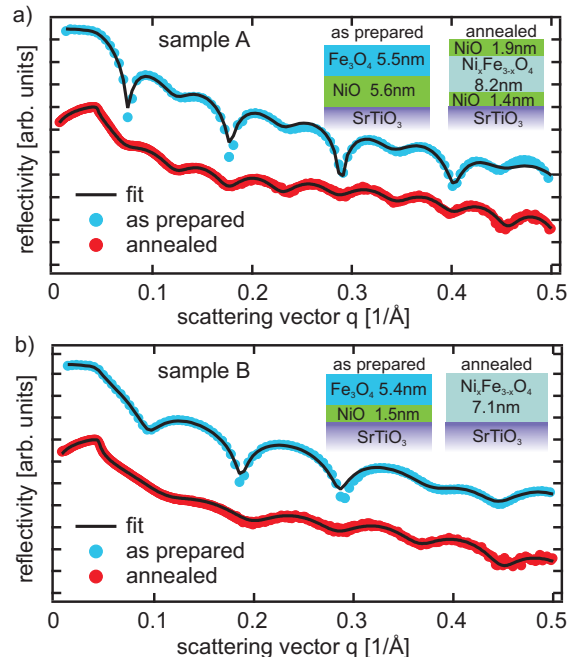 a)
sample A
as prepared
Fe₃O₄ 5.5nm
NiO 5.6nm
SrTiO₃
annealed
NiO 1.9nm
NiₓFe₃₋ₓO₄
8.2nm
NiO 1.4nm
SrTiO₃
reflectivity [arb. units]
fit
as prepared
annealed
0 0.1 0.2 0.3 0.4 0.5
scattering vector q [1/Å]
b)
sample B
as prepared
Fe₃O₄ 5.4nm
NiO 1.5nm
SrTiO₃
annealed
NiₓFe₃₋ₓO₄
7.1nm
SrTiO₃
reflectivity [arb. units]
fit
as prepared
annealed
0 0.1 0.2 0.3 0.4 0.5
scattering vector q [1/Å]